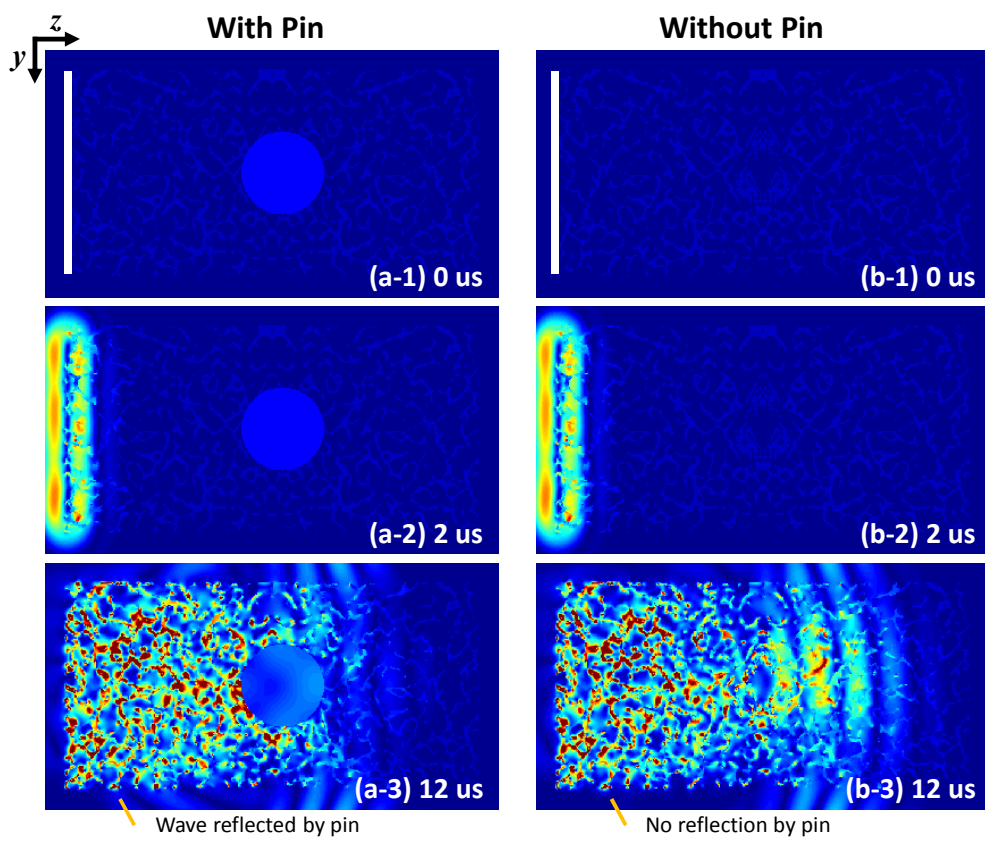 With Pin
Without Pin
z
y
(a-1) 0 us
(b-1) 0 us
(a-2) 2 us
(b-2) 2 us
(a-3) 12 us
(b-3) 12 us
Wave reflected by pin
No reflection by pin